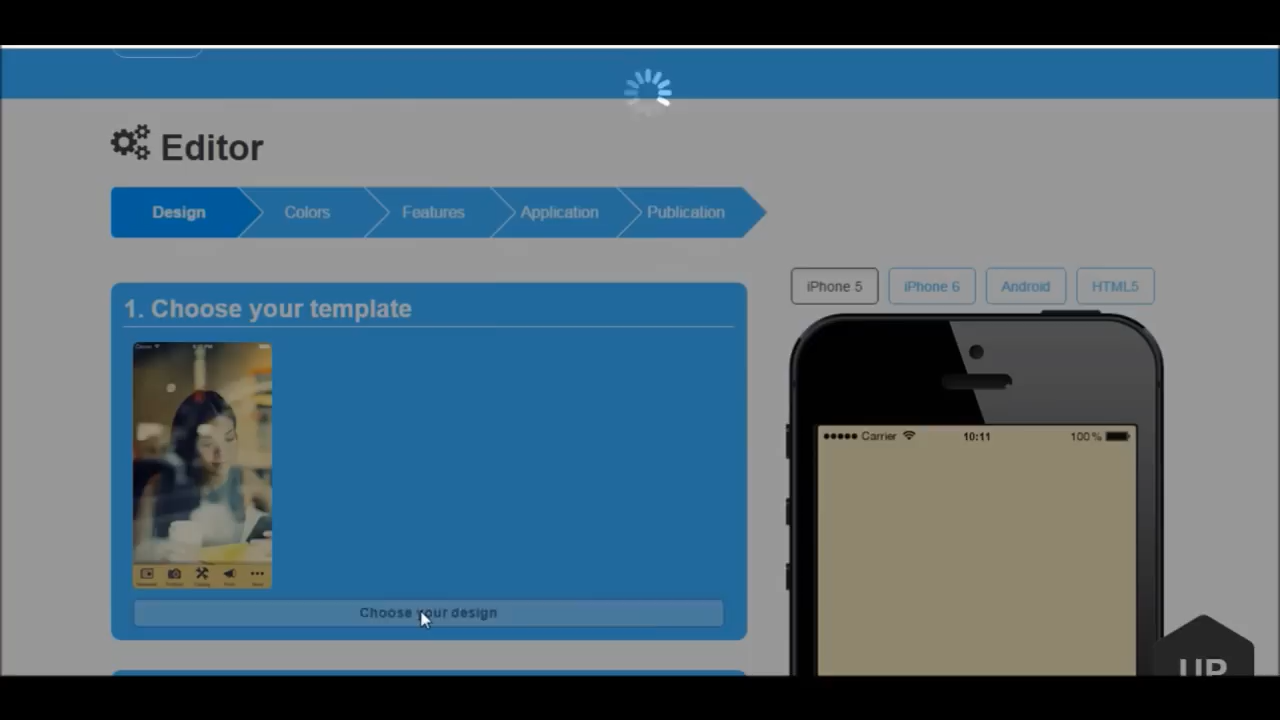 Editor
Design
Colors
Features
Application
Publication
1. Choose your template
iPhone 5
iPhone 6
Android
HTML5
Carrier
10:11
100%
Choose your design
UP